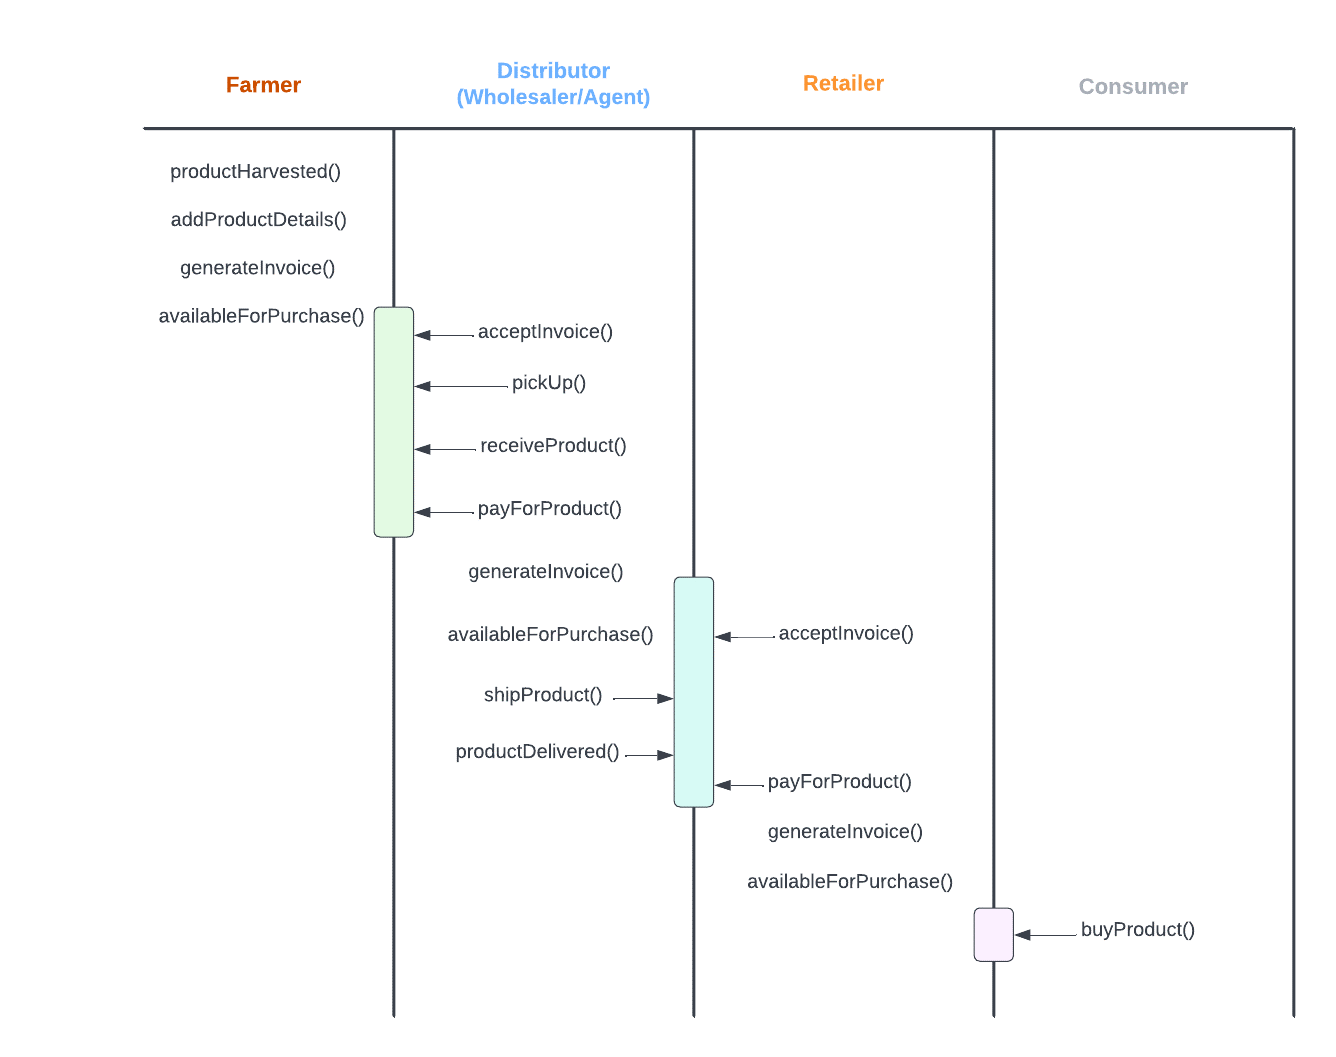 Farmer
Distributor
(Wholesaler/Agent)
Retailer
Consumer
productHarvested()
addProductDetails()
generateInvoice()
availableForPurchase()
acceptInvoice()
pickUp()
receiveProduct()
payForProduct()
generateInvoice()
availableForPurchase()
acceptInvoice()
shipProduct()
productDelivered()
payForProduct()
generateInvoice()
availableForPurchase()
buyProduct()